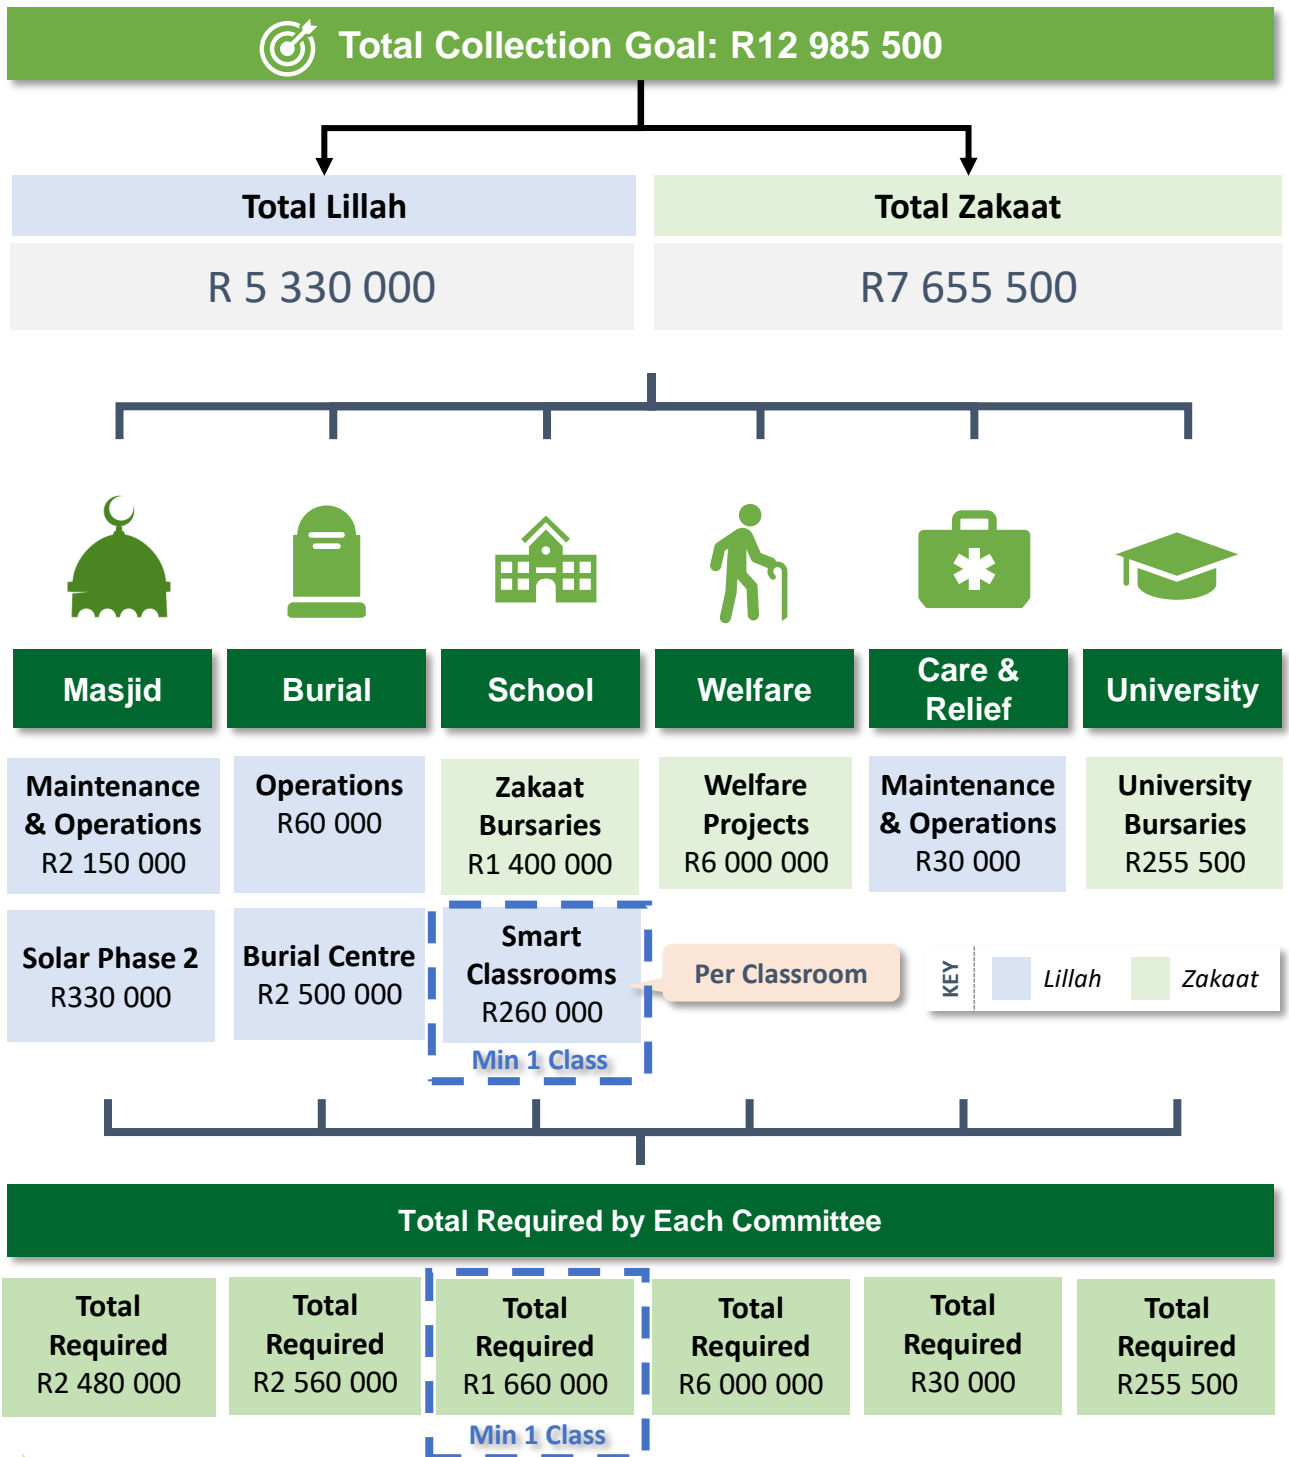 Total Collection Goal: R12 985 500
Total Lillah
Total Zakaat
R 5 330 000
R7 655 500
Masjid
Burial
School
Welfare
Care &
Relief
University
Maintenance
& Operations
R2 150 000
Operations
R60 000
Zakaat
Bursaries
R1 400 000
Welfare
Projects
R6 000 000
Maintenance
& Operations
R30 000
University
Bursaries
R255 500
Solar Phase 2
R330 000
Burial Centre
R2 500 000
Smart
Classrooms
R260 000
Min 1 Class
Per Classroom
KEY
Lillah
Zakaat
Total Required by Each Committee
Total
Required
R2 480 000
Total
Required
R2 560 000
Total
Required
R1 660 000
Min 1 Class
Total
Required
R6 000 000
Total
Required
R30 000
Total
Required
R255 500